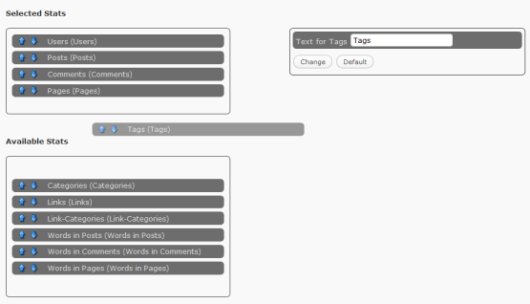 Selected Stats
Users (Users)
Posts (Posts)
Comments (Comments)
Pages (Pages)
Text for Tags Tags
Change Default
Tags (Tags)
Available Stats
Categories (Categories)
Links (Links)
Link-Categories (Link-Categories)
Words in Posts (Words in Posts)
Words in Comments (Words in Comments)
Words in Pages (Words in Pages)